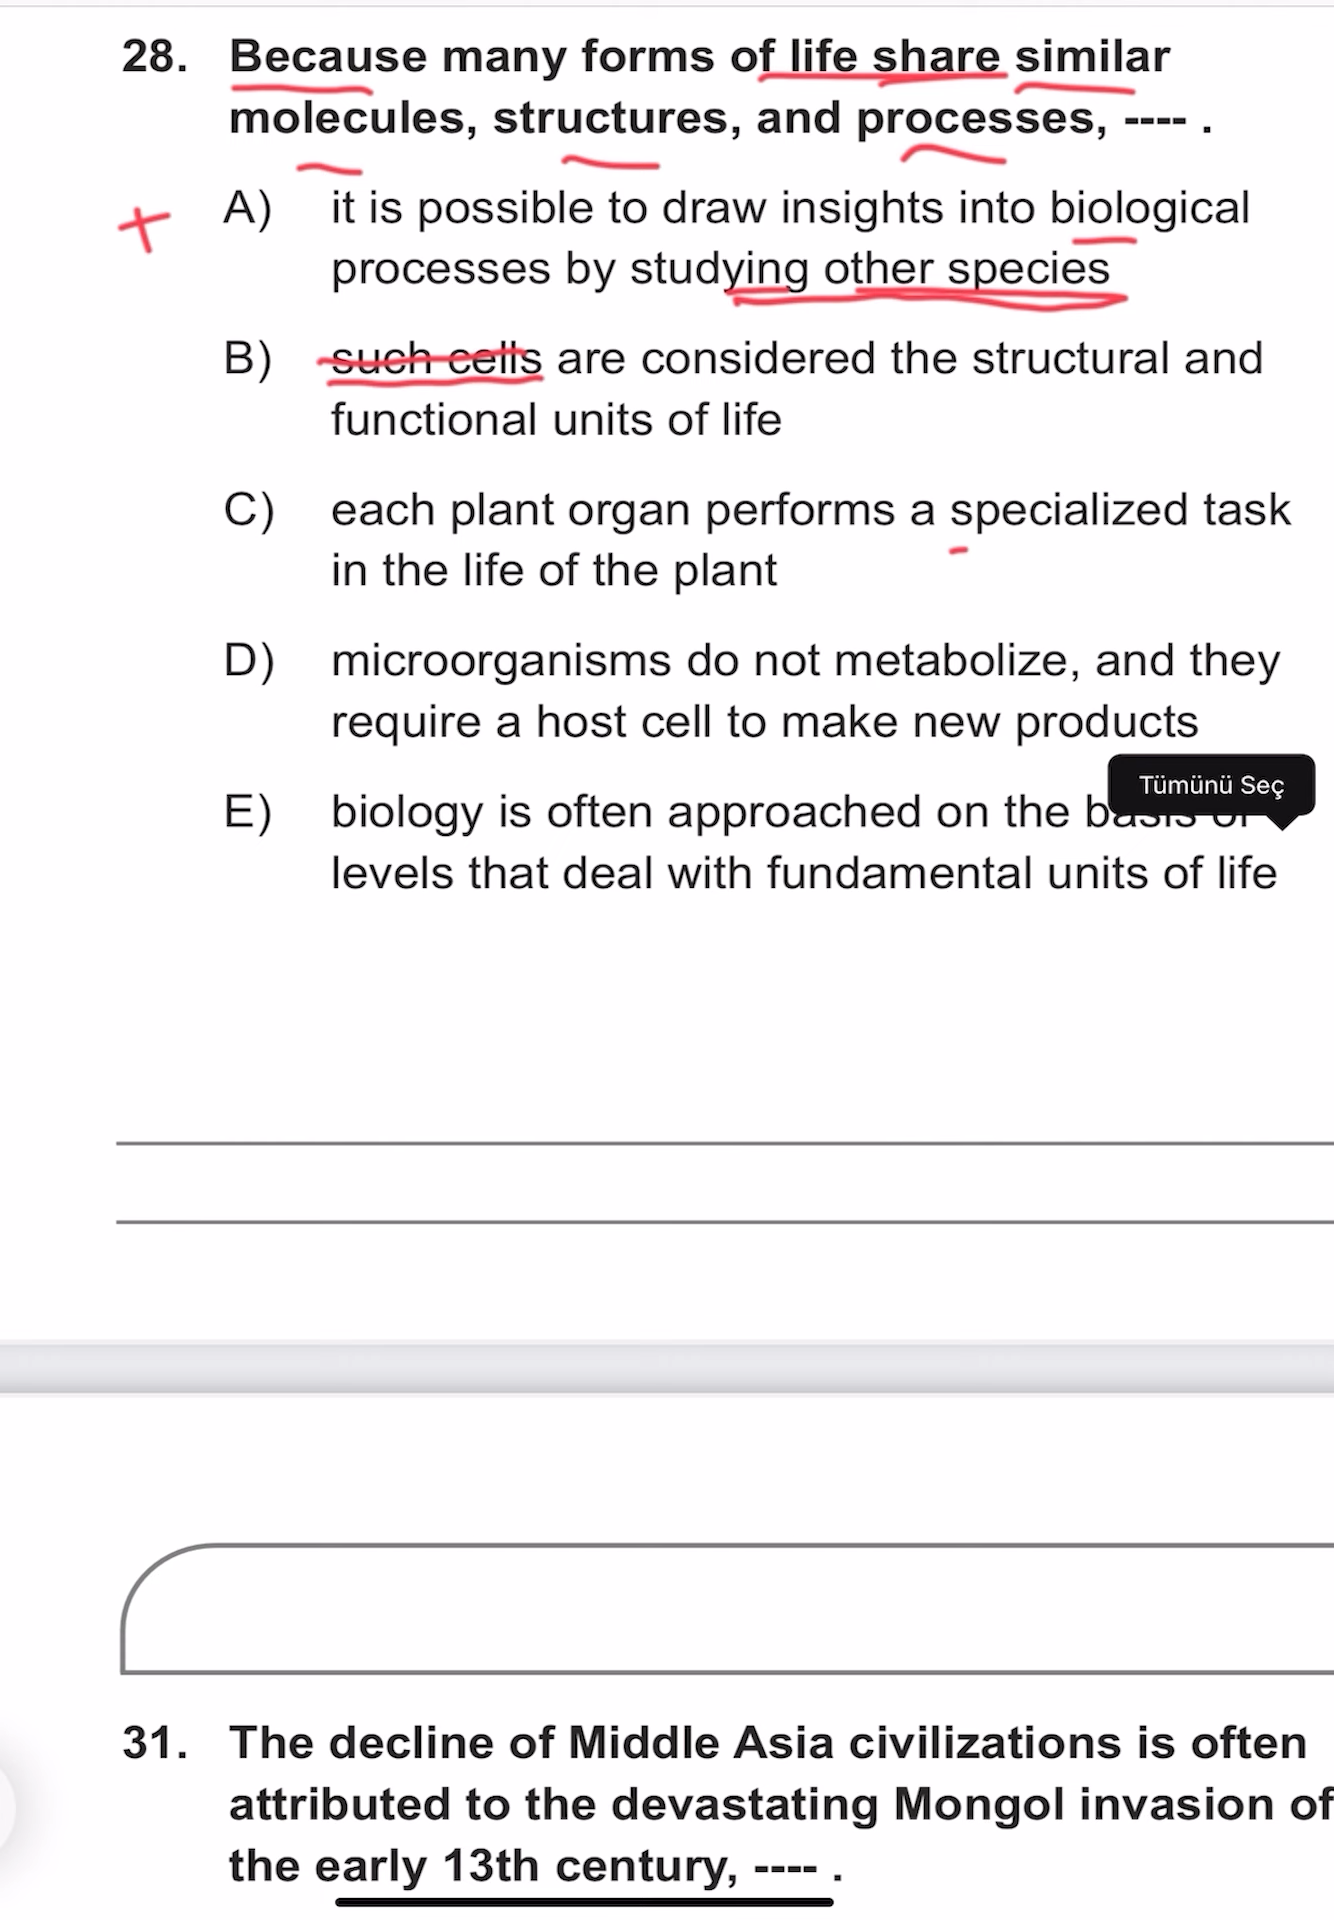 28. Because many forms of life share similar
molecules, structures, and processes, ---- .
A) it is possible to draw insights into biological
processes by studying other species
B) such cells are considered the structural and
functional units of life
C) each plant organ performs a specialized task
in the life of the plant
D) microorganisms do not metabolize, and they
require a host cell to make new products
Tümünü Seç
E) biology is often approached on the basis of
levels that deal with fundamental units of life
31. The decline of Middle Asia civilizations is often
attributed to the devastating Mongol invasion of
the early 13th century, ---- .